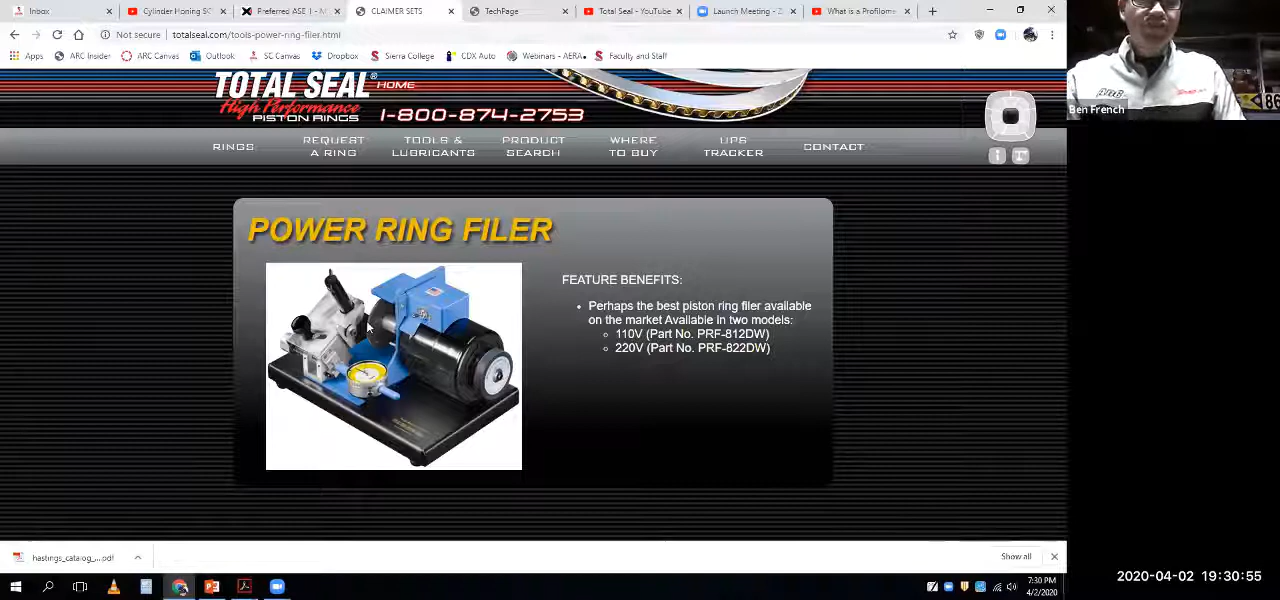 Inbox
Cylinder Honing SC
Preferred ASE | - M
CLAIMER SETS
TechPage
Total Seal - YouTube
Launch Meeting - Z
What is a Profilome
Not secure | totalseal.com/tools-power-ring-filer.html
Apps
ARC Insider
ARC Canvas
Outlook
SC Canvas
Dropbox
Sierra College
CDX Auto
Webinars - AERA
Faculty and Staff
TOTAL SEAL®
HOME
High Performance
PISTON RINGS
1-800-874-2753
RINGS
REQUEST
A RING
TOOLS &
LUBRICANTS
PRODUCT
SEARCH
WHERE
TO BUY
UPS
TRACKER
CONTACT
Ben French
POWER RING FILER
FEATURE BENEFITS:
• Perhaps the best piston ring filer available
on the market Available in two models:
110V (Part No. PRF-812DW)
220V (Part No. PRF-822DW)
hastings_catalog_....pdf
Show all
7:30 PM
4/2/2020
2020-04-02 19:30:55